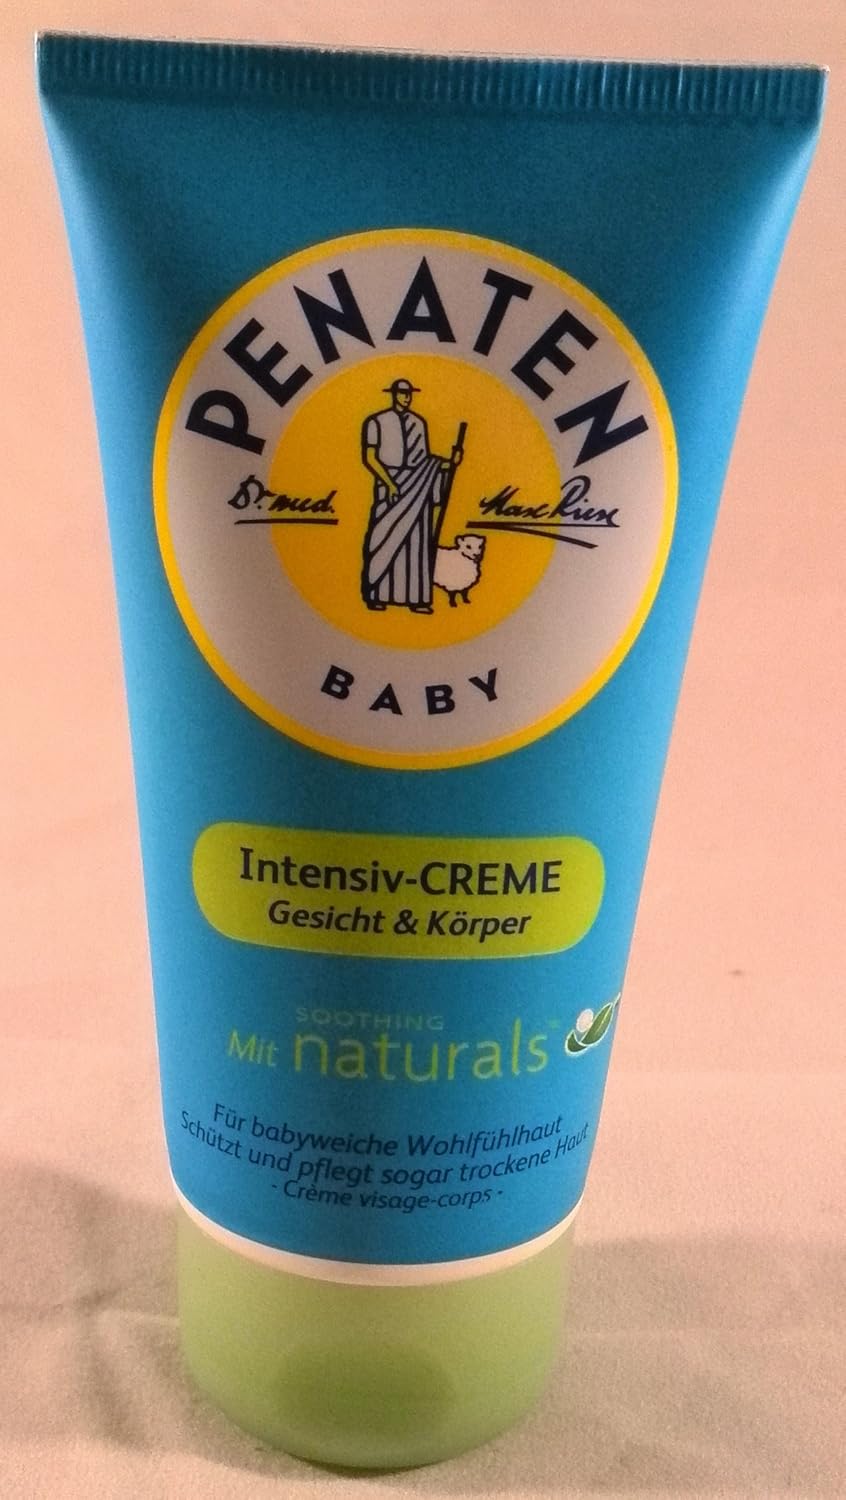 PENATEN
Dr. med. Max Riese
BABY
Intensiv-CREME
Gesicht & Körper
SOOTHING
Mit naturals™
Für babyweiche Wohlfühlhaut
Schützt und pflegt sogar trockene Haut
- Crème visage-corps -